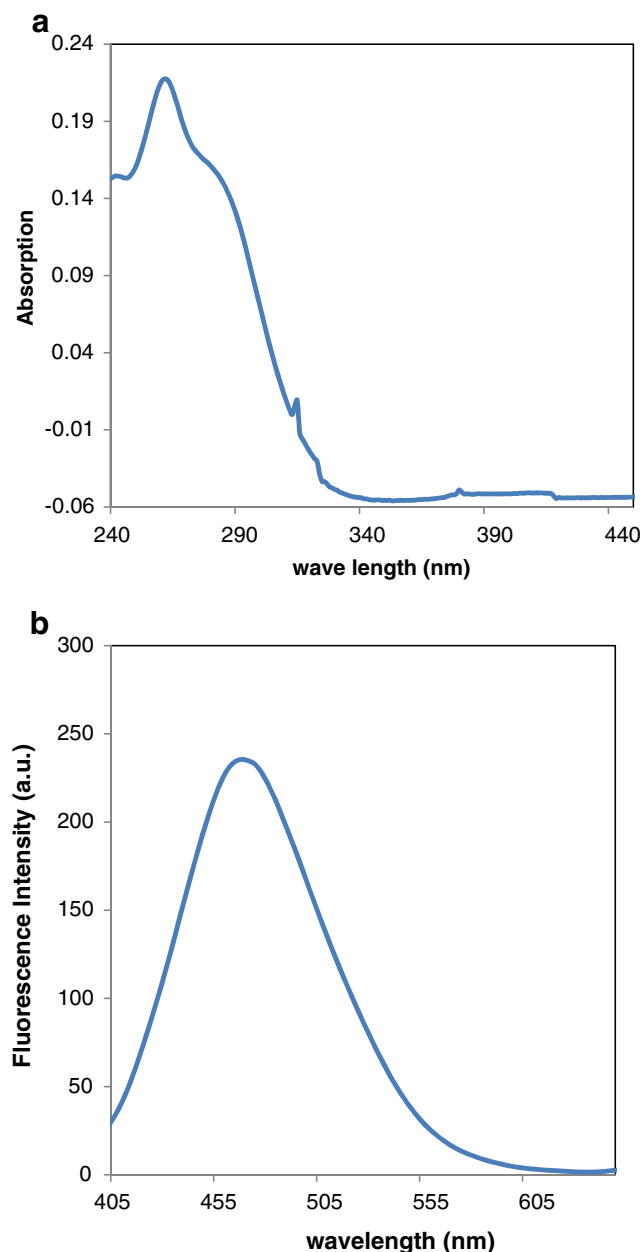 a
0.24
0.19
0.14
0.09
0.04
-0.01
-0.06
Absorption
240 290 340 390 440
wave length (nm)
b
300
250
200
150
100
50
0
Fluorescence Intensity (a.u.)
405 455 505 555 605
wavelength (nm)